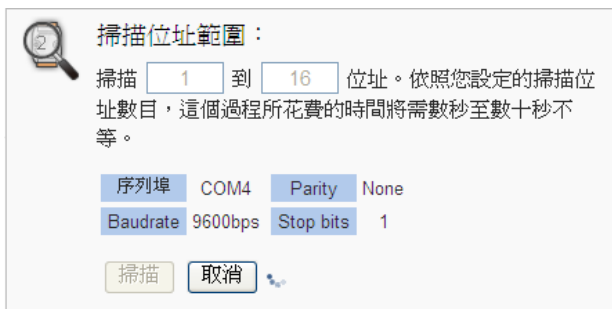 2
掃描位址範圍：
掃描 1 到 16 位址。依照您設定的掃描位
址數目，這個過程所花費的時間將需數秒至數十秒不
等。
序列埠 COM4 Parity None
Baudrate 9600bps Stop bits 1
掃描 取消